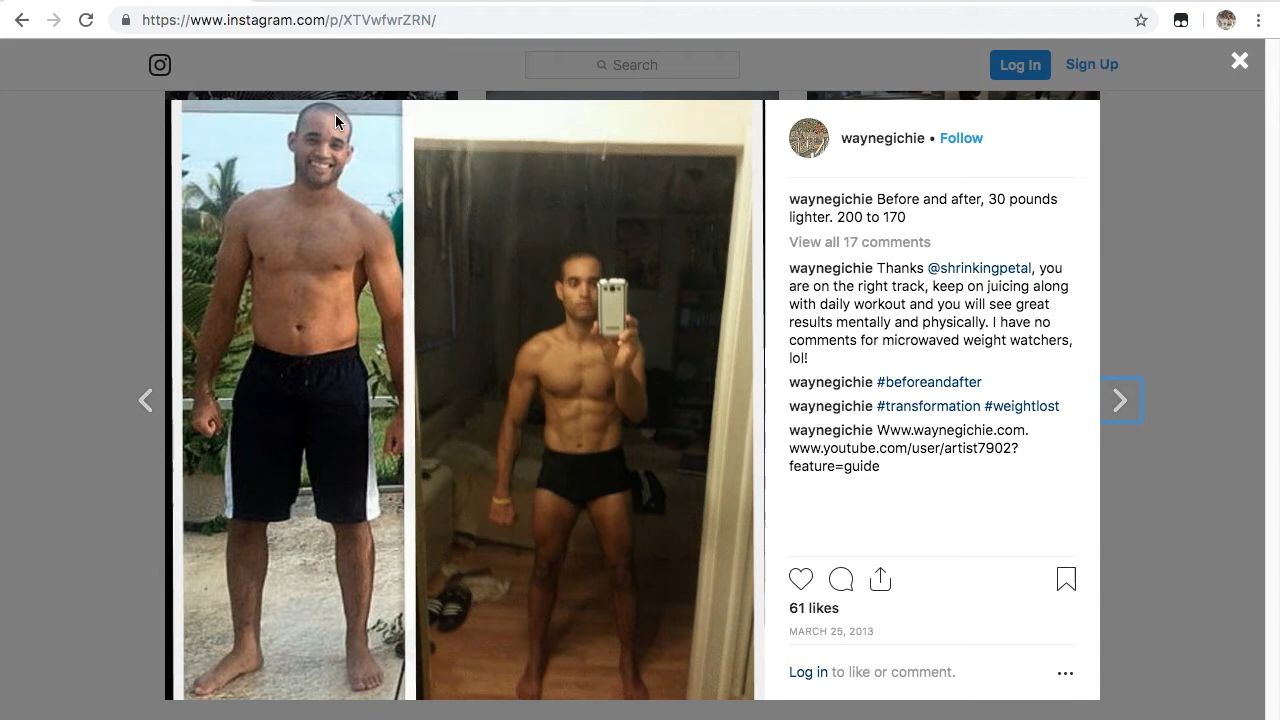 https://www.instagram.com/p/XTVwfwrZRN/
Search
Log In
Sign Up
waynegichie • Follow
waynegichie Before and after, 30 pounds
lighter. 200 to 170
View all 17 comments
waynegichie Thanks @shrinkingpetal, you
are on the right track, keep on juicing along
with daily workout and you will see great
results mentally and physically. I have no
comments for microwaved weight watchers,
lol!
waynegichie #beforeandafter
waynegichie #transformation #weightlost
waynegichie Www.waynegichie.com.
www.youtube.com/user/artist7902?
feature=guide
61 likes
MARCH 25, 2013
Log in to like or comment.